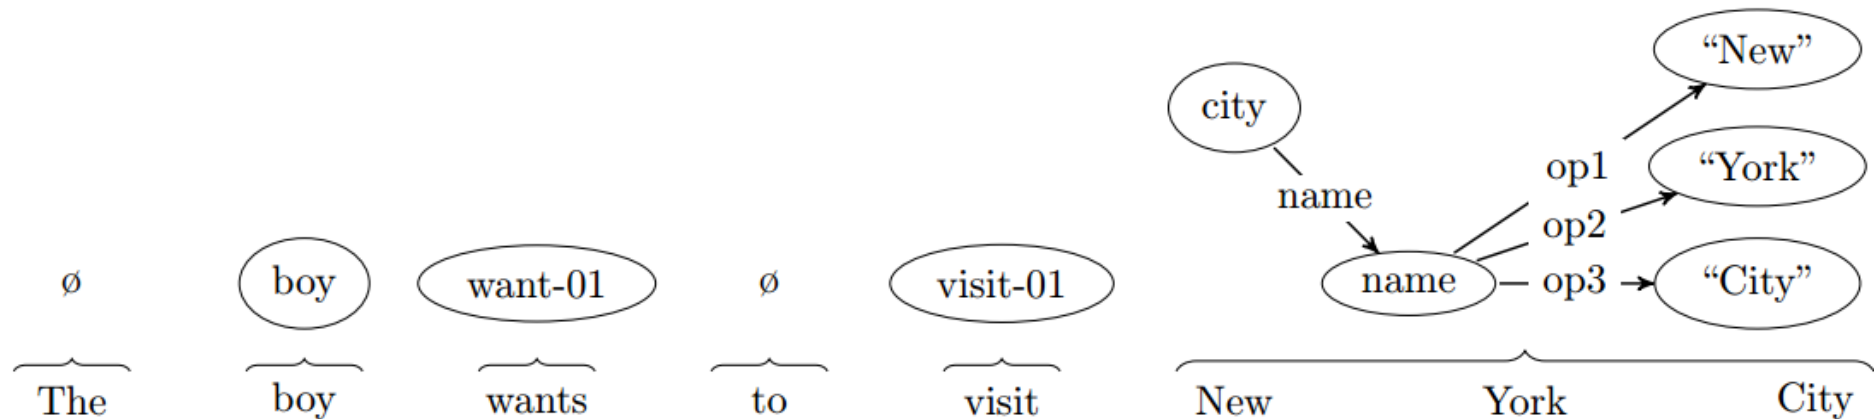 “New”
city
op1 “York”
name
op2
ø boy want-01 ø visit-01 name op3 “City”
The boy wants to visit New York City